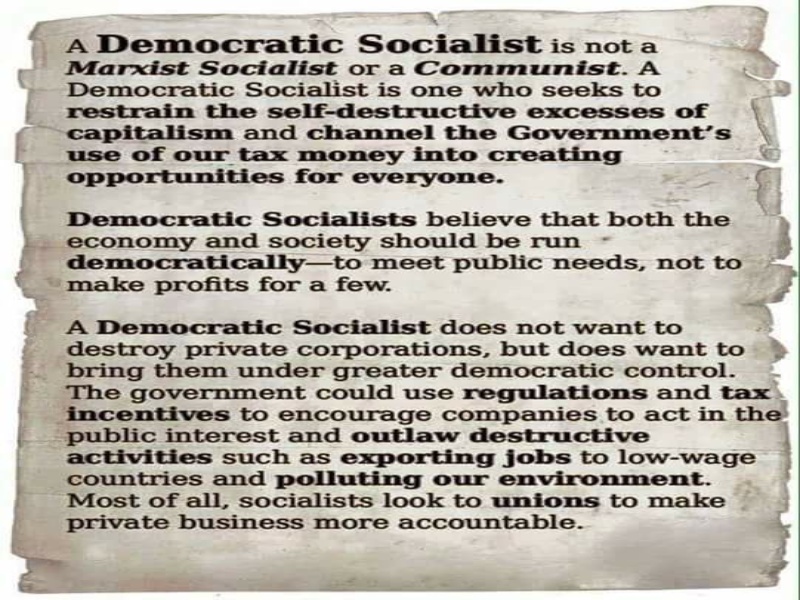 A Democratic Socialist is not a
Marxist Socialist or a Communist. A
Democratic Socialist is one who seeks to
restrain the self-destructive excesses of
capitalism and channel the Government's
use of our tax money into creating
opportunities for everyone.
Democratic Socialists believe that both the
economy and society should be run
democratically—to meet public needs, not to
make profits for a few.
A Democratic Socialist does not want to
destroy private corporations, but does want to
bring them under greater democratic control.
The government could use regulations and tax
incentives to encourage companies to act in the
public interest and outlaw destructive
activities such as exporting jobs to low-wage
countries and polluting our environment.
Most of all, socialists look to unions to make
private business more accountable.